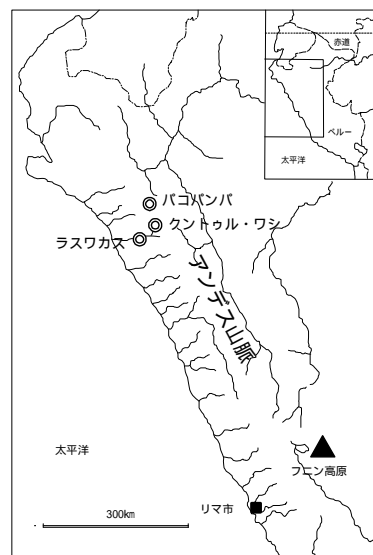 赤道
ペルー
太平洋
パコパンパ
クントゥル・ワシ
ラスワカス
アンデス山脈
太平洋
フニン高原
リマ市
300km